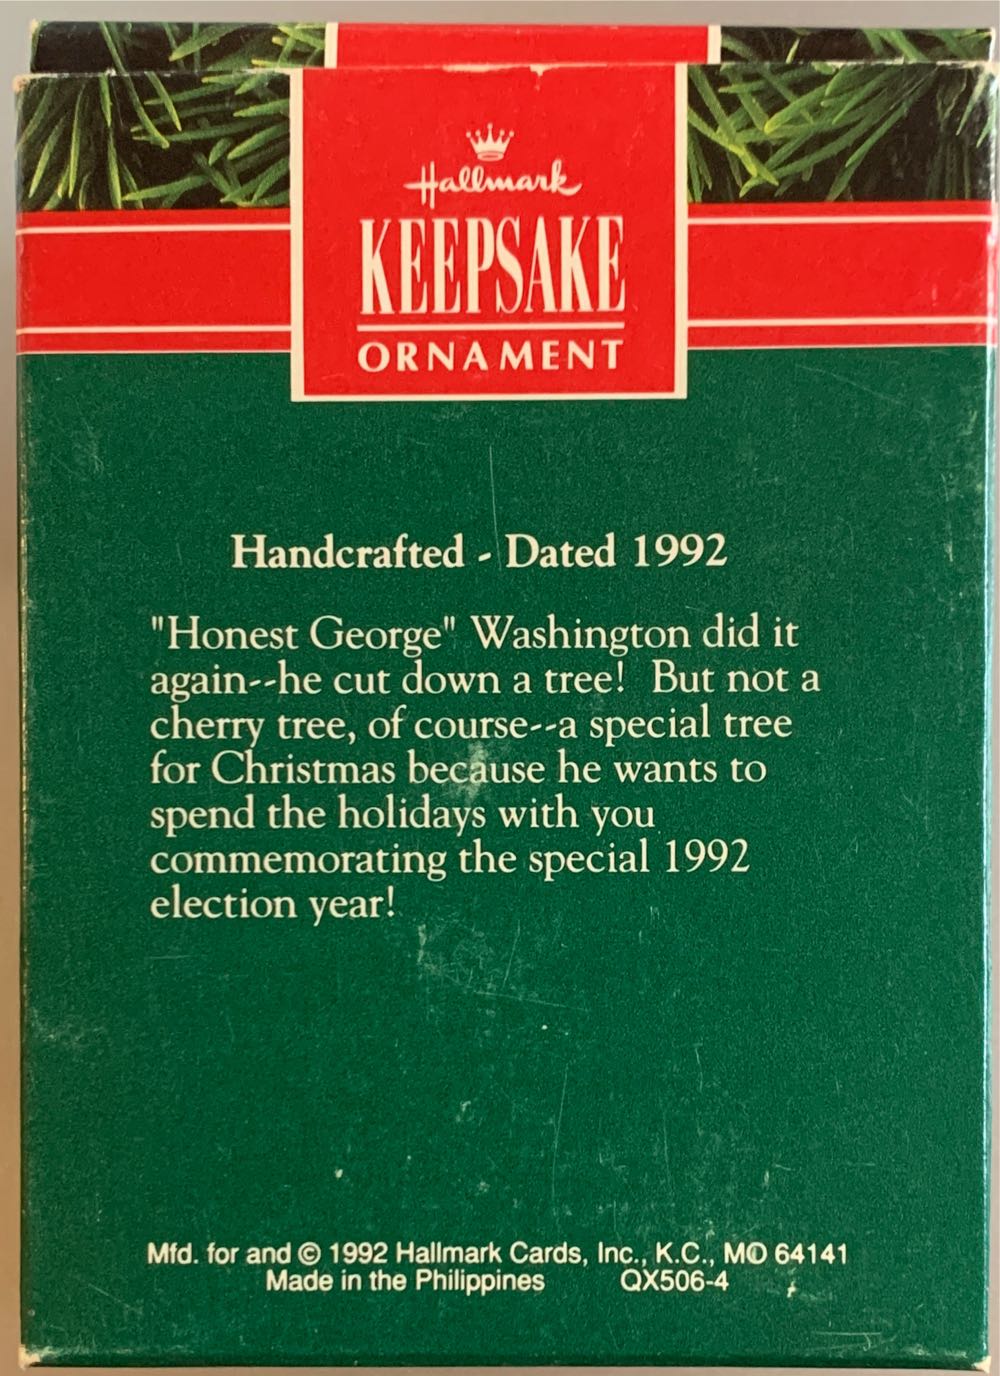 Hallmark
KEEPSAKE
ORNAMENT
Handcrafted - Dated 1992
"Honest George" Washington did it
again--he cut down a tree! But not a
cherry tree, of course--a special tree
for Christmas because he wants to
spend the holidays with you
commemorating the special 1992
election year!
Mfd. for and © 1992 Hallmark Cards, Inc., K.C., MO 64141
Made in the Philippines QX506-4